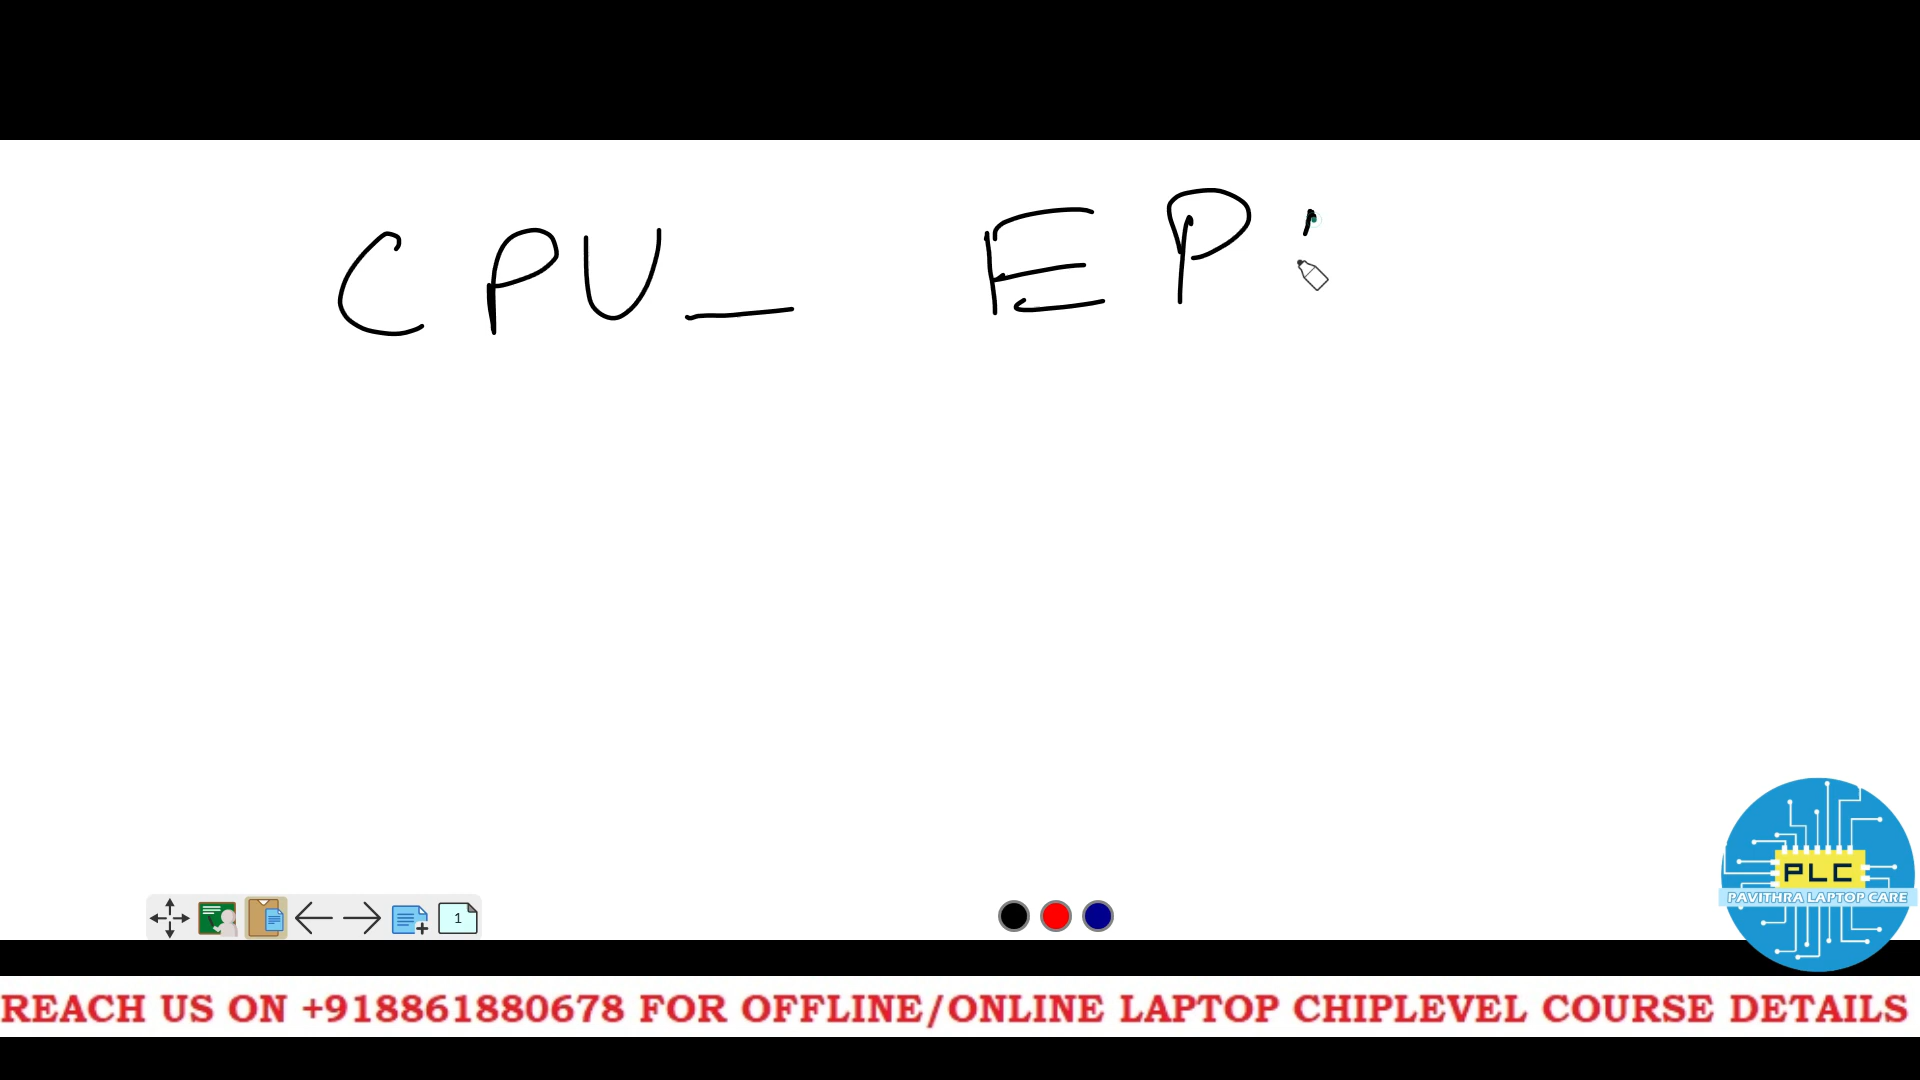 CPU_ EP
1
PLC
PAVITHRA LAPTOP CARE
REACH US ON +918861880678 FOR OFFLINE/ONLINE LAPTOP CHIPLEVEL COURSE DETAILS